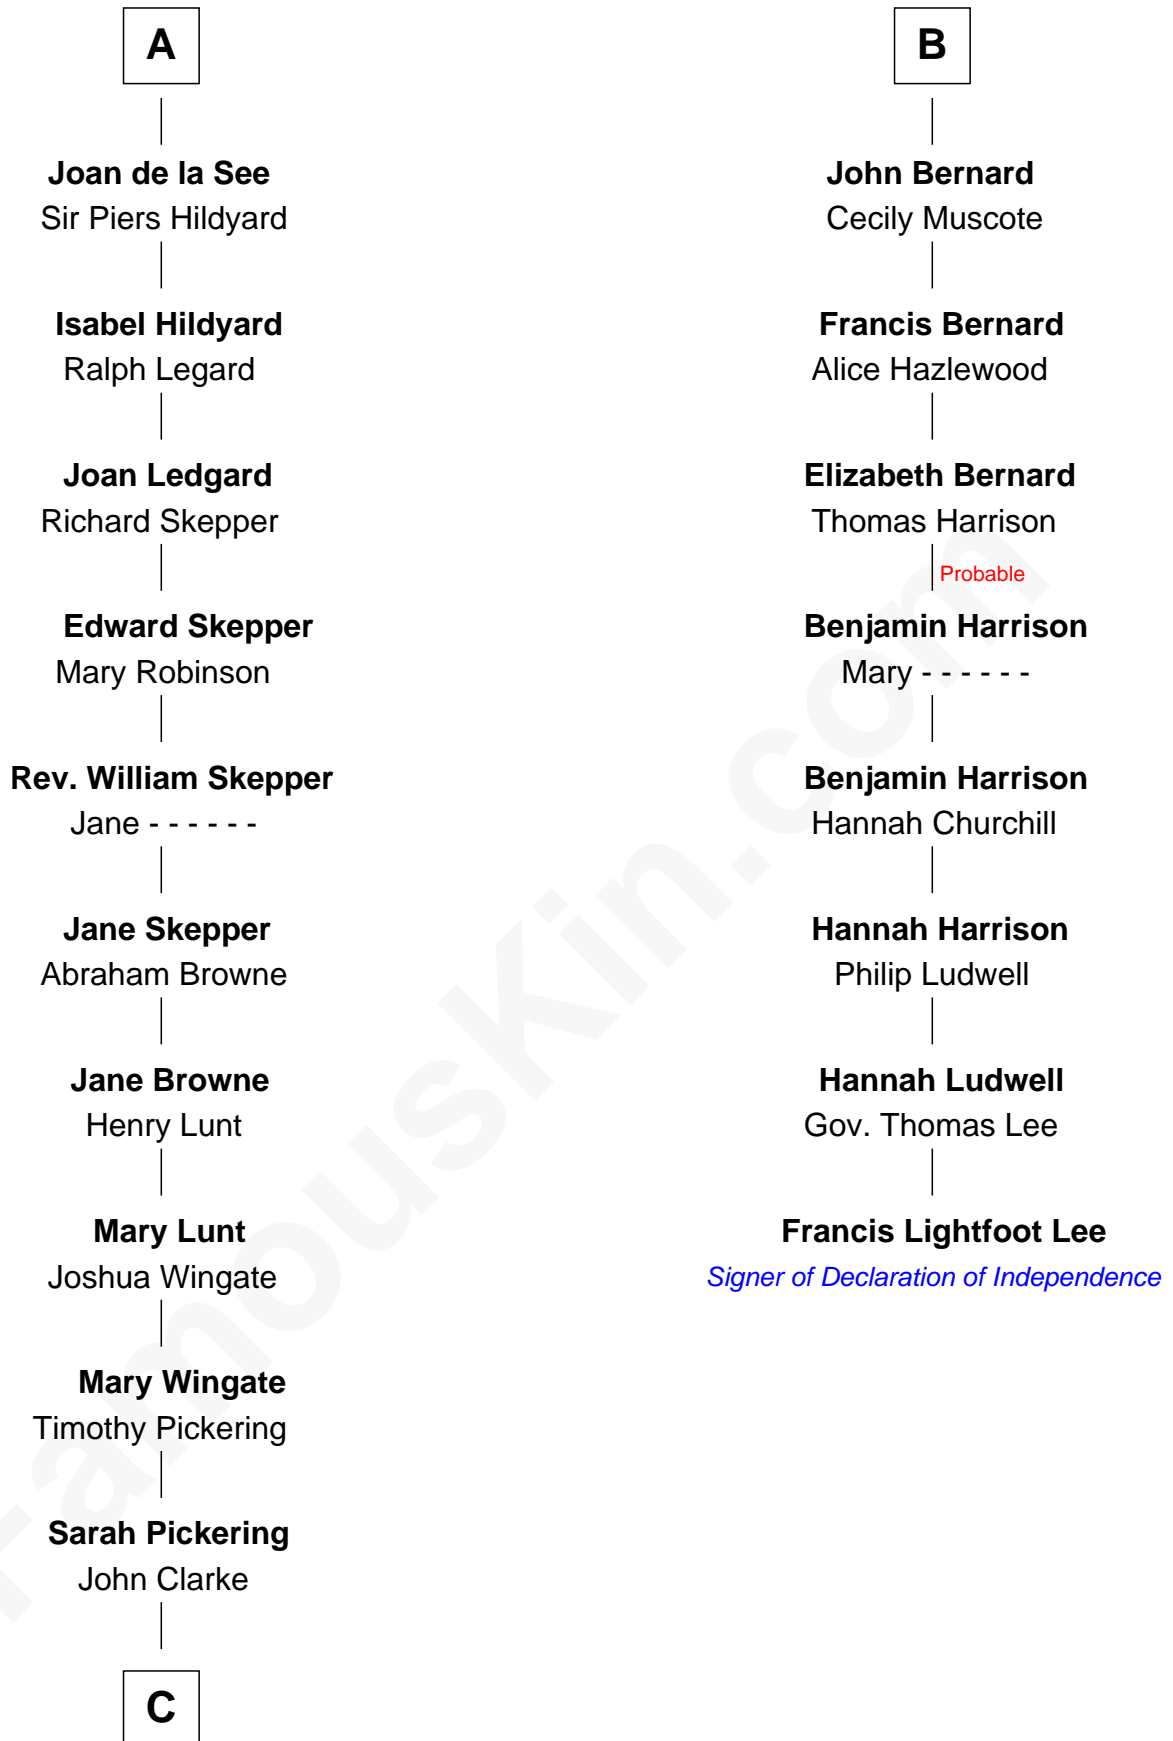 A
Joan de la See
Sir Piers Hildyard
Isabel Hildyard
Ralph Legard
Joan Ledgard
Richard Skepper
Edward Skepper
Mary Robinson
Rev. William Skepper
Jane - - - - - -
Jane Skepper
Abraham Browne
Jane Browne
Henry Lunt
Mary Lunt
Joshua Wingate
Mary Wingate
Timothy Pickering
Sarah Pickering
John Clarke
C
B
John Bernard
Cecily Muscote
Francis Bernard
Alice Hazlewood
Elizabeth Bernard
Thomas Harrison
Probable
Benjamin Harrison
Mary - - - - - -
Benjamin Harrison
Hannah Churchill
Hannah Harrison
Philip Ludwell
Hannah Ludwell
Gov. Thomas Lee
Francis Lightfoot Lee
Signer of Declaration of Independence
FamousKin.com